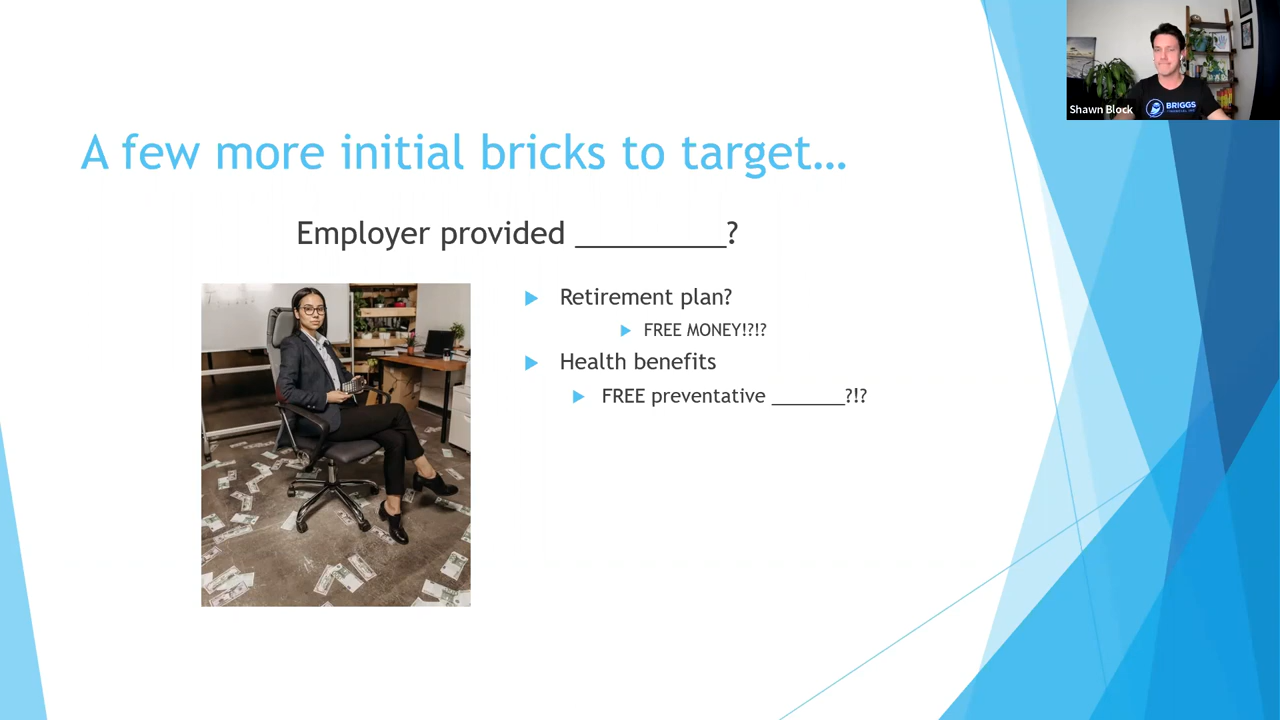 A few more initial bricks to target...
Employer provided __________?
Retirement plan?
FREE MONEY!?!?
Health benefits
FREE preventative _______?!?
Shawn Block
BRIGGS